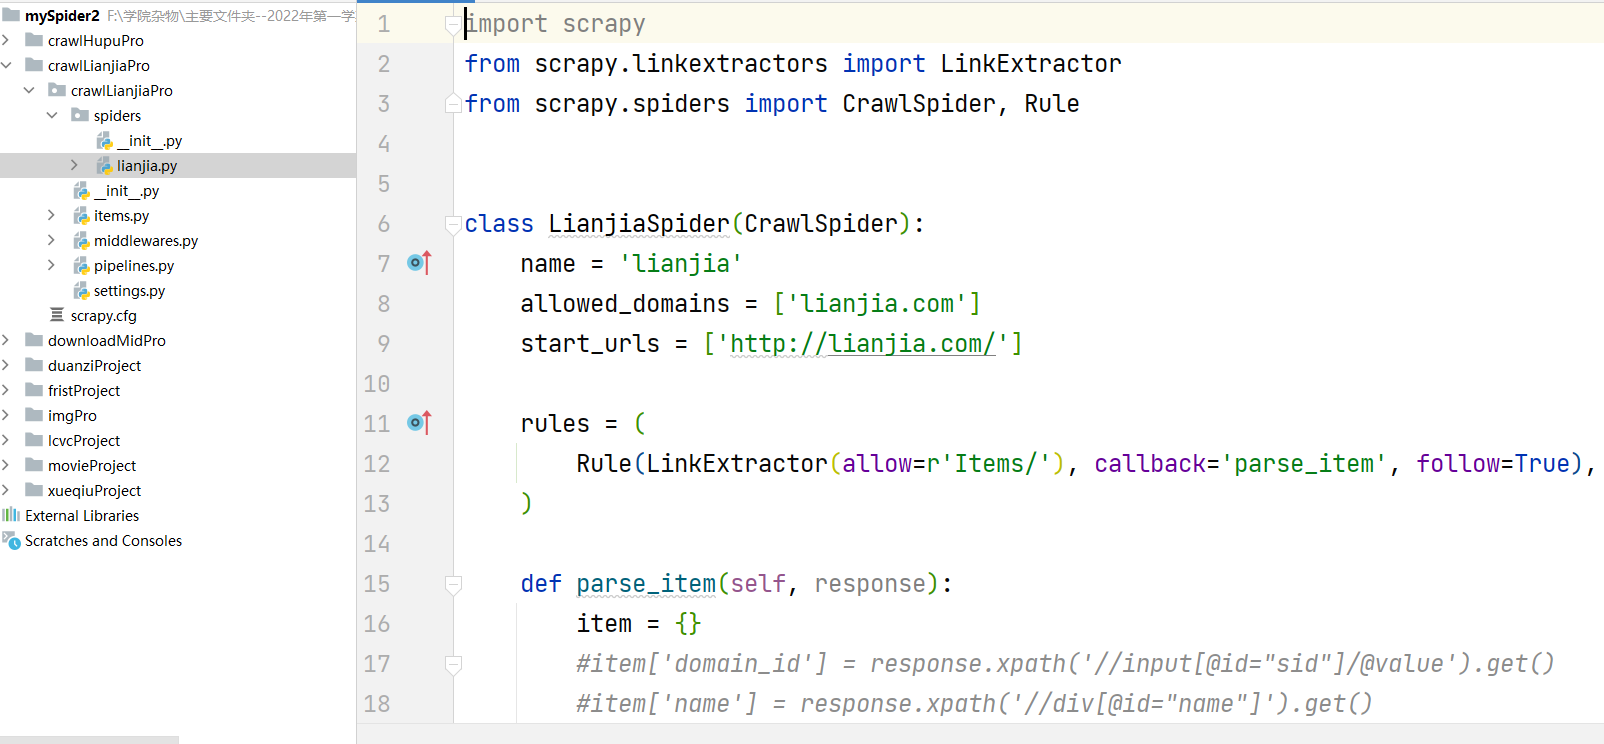 mySpider2 F:\学院杂物\主要文件夹--2022年第一学
crawlHupuPro
crawlLianjiaPro
crawlLianjiaPro
spiders
__init__.py
lianjia.py
__init__.py
items.py
middlewares.py
pipelines.py
settings.py
scrapy.cfg
downloadMidPro
duanziProject
fristProject
imgPro
lcvcProject
movieProject
xueqiuProject
External Libraries
Scratches and Consoles
1 import scrapy
2 from scrapy.linkextractors import LinkExtractor
3 from scrapy.spiders import CrawlSpider, Rule
4
5
6 class LianjiaSpider(CrawlSpider):
7 name = 'lianjia'
8 allowed_domains = ['lianjia.com']
9 start_urls = ['http://lianjia.com/']
10
11 rules = (
12 Rule(LinkExtractor(allow=r'Items/'), callback='parse_item', follow=True),
13 )
14
15 def parse_item(self, response):
16 item = {}
17 #item['domain_id'] = response.xpath('//input[@id="sid"]/@value').get()
18 #item['name'] = response.xpath('//div[@id="name"]').get()